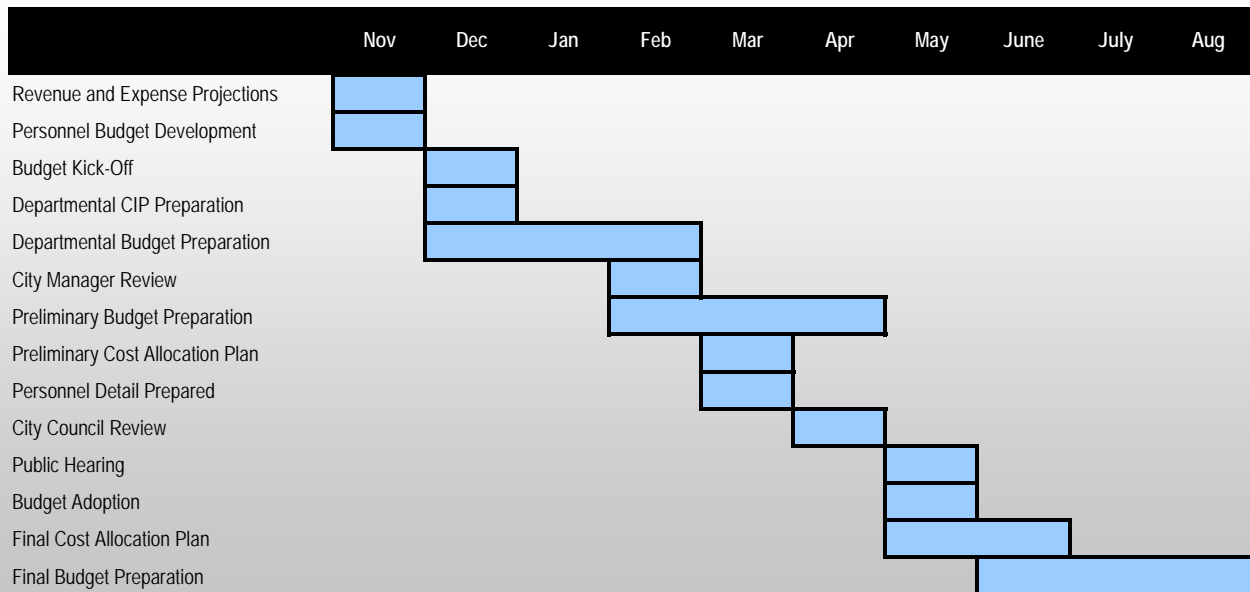 Nov Dec Jan Feb Mar Apr May June July Aug
Revenue and Expense Projections
Personnel Budget Development
Budget Kick-Off
Departmental CIP Preparation
Departmental Budget Preparation
City Manager Review
Preliminary Budget Preparation
Preliminary Cost Allocation Plan
Personnel Detail Prepared
City Council Review
Public Hearing
Budget Adoption
Final Cost Allocation Plan
Final Budget Preparation